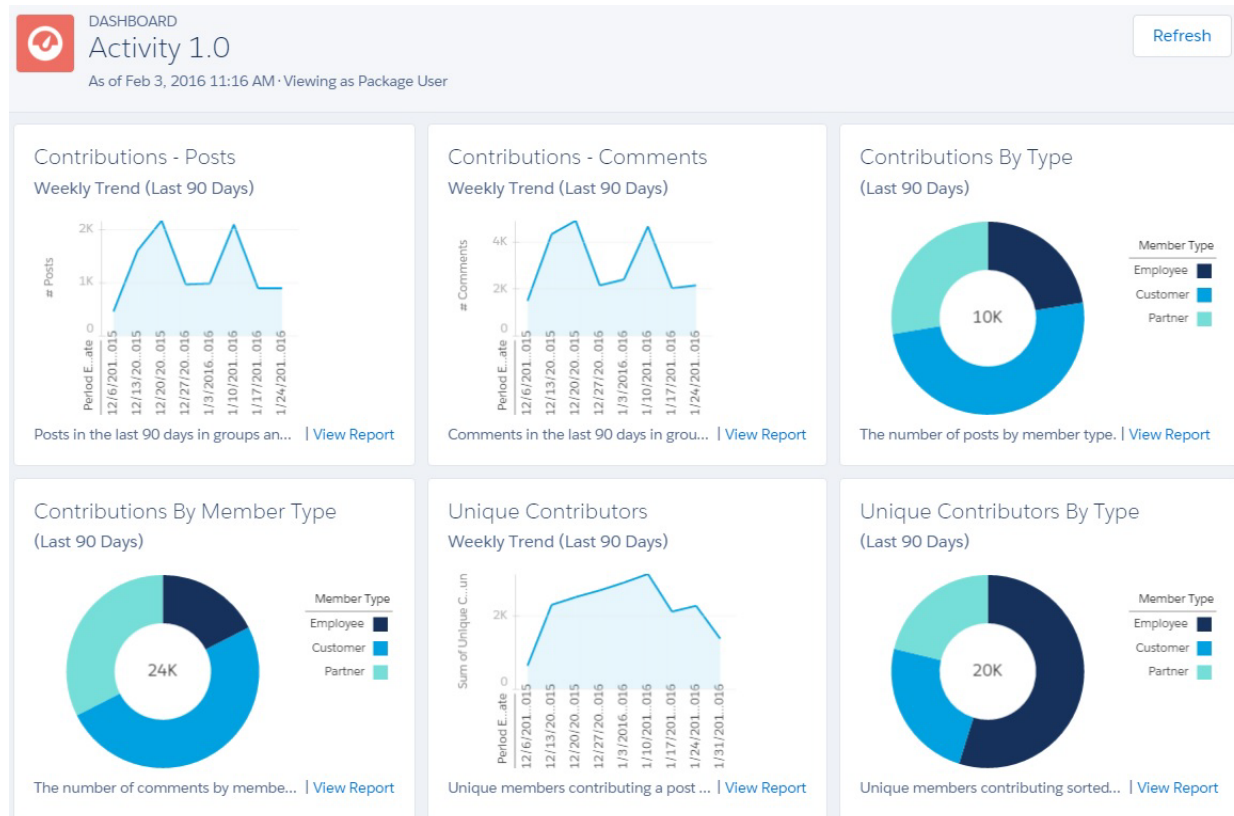 DASHBOARD
Activity 1.0
As of Feb 3, 2016 11:16 AM · Viewing as Package User
Refresh
Contributions - Posts
Weekly Trend (Last 90 Days)
2K
1K
0
# Posts
Period E...ate
12/6/201...015
12/13/20...015
12/20/20...015
12/27/20...015
1/3/2016...016
1/10/201...016
1/17/201...016
1/24/201...016
Posts in the last 90 days in groups an... | View Report
Contributions - Comments
Weekly Trend (Last 90 Days)
4K
2K
0
# Comments
Period E...ate
12/6/201...015
12/13/20...015
12/20/20...015
12/27/20...015
1/3/2016...016
1/10/201...016
1/17/201...016
1/24/201...016
Comments in the last 90 days in grou... | View Report
Contributions By Type
(Last 90 Days)
10K
Member Type
Employee
Customer
Partner
The number of posts by member type. | View Report
Contributions By Member Type
(Last 90 Days)
24K
Member Type
Employee
Customer
Partner
The number of comments by membe... | View Report
Unique Contributors
Weekly Trend (Last 90 Days)
2K
0
Sum of Unique C...un
Period E...ate
12/6/201...015
12/13/20...015
12/20/20...015
12/27/20...016
1/3/2016...016
1/10/201...016
1/17/201...016
1/24/201...016
1/31/201...016
Unique members contributing a post ... | View Report
Unique Contributors By Type
(Last 90 Days)
20K
Member Type
Employee
Customer
Partner
Unique members contributing sorted... | View Report